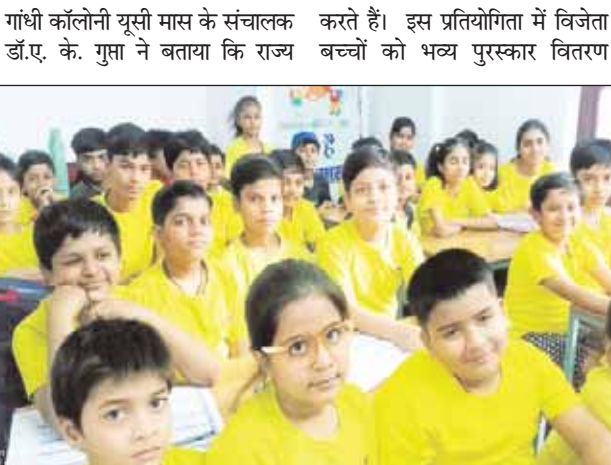 गांधी कॉलोनी यूसी मास के संचालक
डॉ.ए. के. गुप्ता ने बताया कि राज्य
करते हैं। इस प्रतियोगिता में विजेता
बच्चों को भव्य पुरस्कार वितरण
है